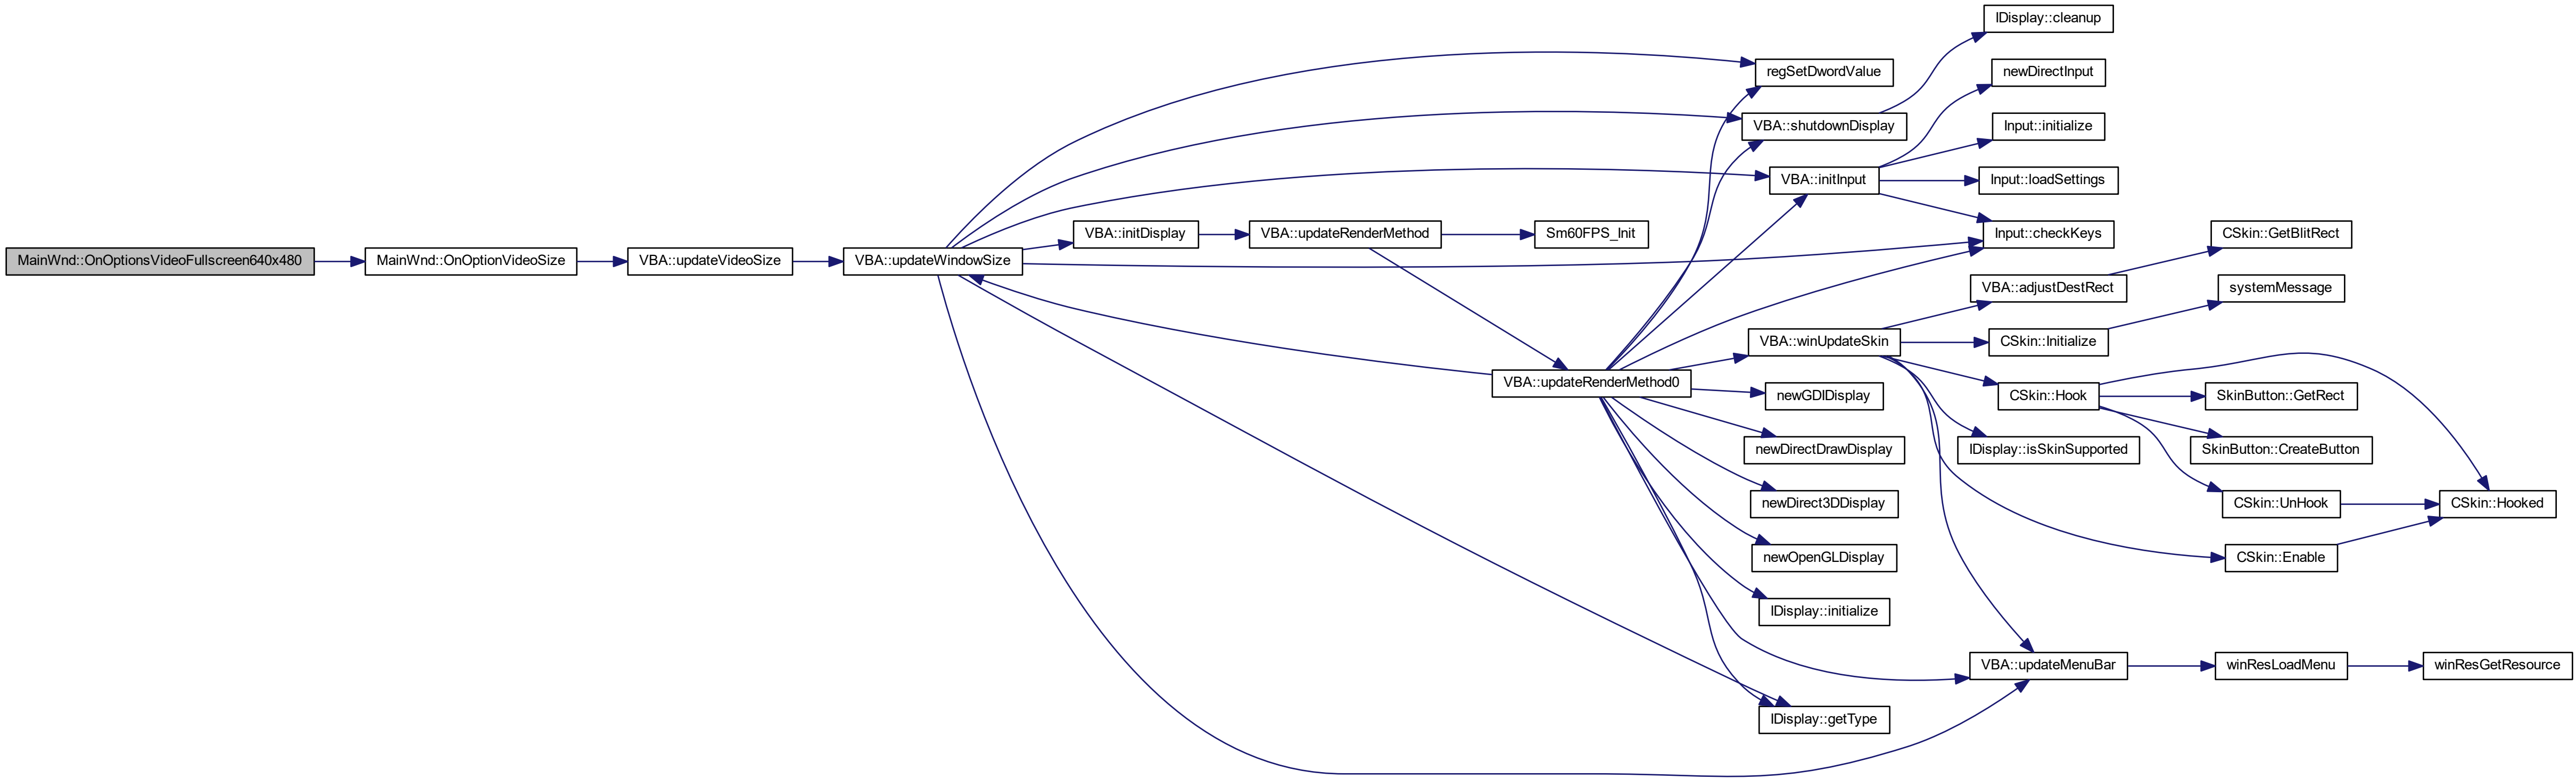 MainWnd::OnOptionsVideoFullscreen640x480
MainWnd::OnOptionVideoSize
VBA::updateVideoSize
VBA::updateWindowSize
VBA::initDisplay
VBA::updateRenderMethod
Sm60FPS_Init
VBA::updateRenderMethod0
regSetDwordValue
VBA::shutdownDisplay
VBA::initInput
VBA::winUpdateSkin
newGDIDisplay
newDirectDrawDisplay
newDirect3DDisplay
newOpenGLDisplay
IDisplay::initialize
IDisplay::getType
IDisplay::cleanup
newDirectInput
Input::initialize
Input::loadSettings
Input::checkKeys
VBA::adjustDestRect
CSkin::Initialize
CSkin::Hook
IDisplay::isSkinSupported
VBA::updateMenuBar
CSkin::GetBlitRect
systemMessage
SkinButton::GetRect
SkinButton::CreateButton
CSkin::UnHook
CSkin::Enable
winResLoadMenu
CSkin::Hooked
winResGetResource